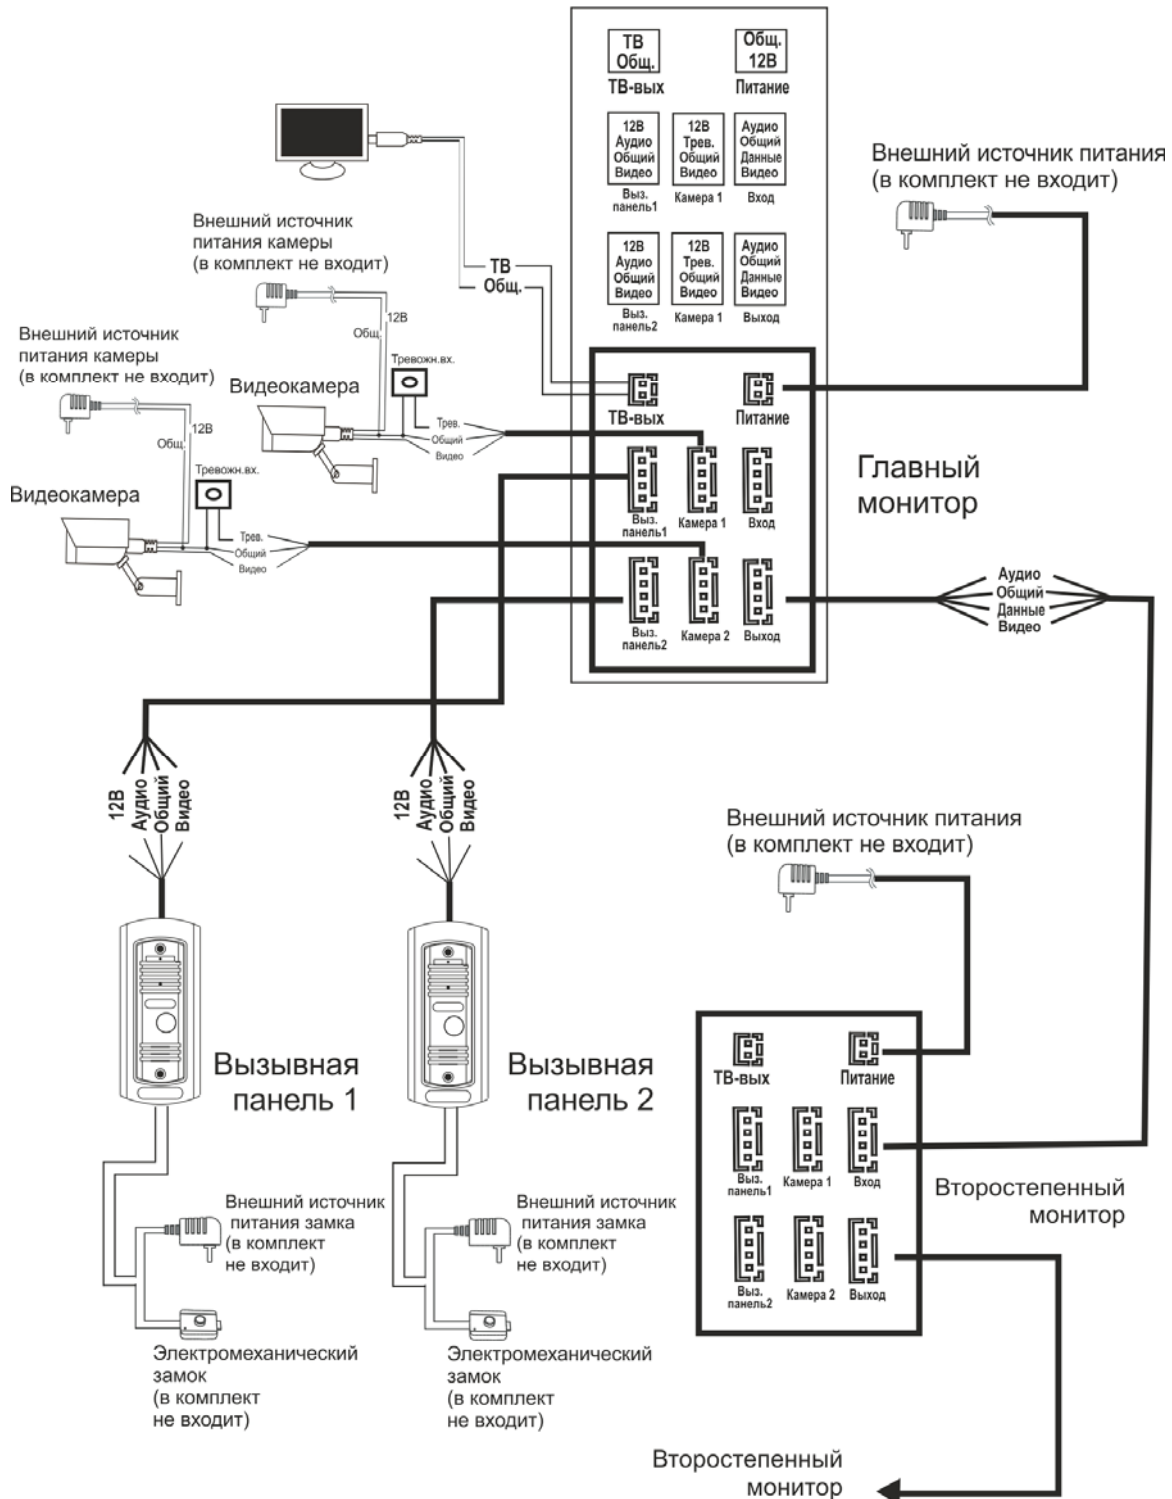 ТВ
Общ.
ТВ-вых
Общ.
12В
Питание
12В
Аудио
Общий
Видео
Выз.
панель1
12В
Трев.
Общий
Видео
Камера 1
Аудио
Общий
Данные
Видео
Вход
12В
Аудио
Общий
Видео
Выз.
панель2
12В
Трев.
Общий
Видео
Камера 1
Аудио
Общий
Данные
Видео
Выход
Внешний источник питания
(в комплект не входит)
Внешний источник
питания камеры
(в комплект не входит)
ТВ
Общ.
12В
Общ.
Внешний источник
питания камеры
(в комплект не входит)
Тревожн.вх.
Видеокамера
12В
Общ.
Трев.
Общий
Видео
Тревожн.вх.
Видеокамера
Трев.
Общий
Видео
ТВ-вых
Питание
Выз.
панель1
Камера 1
Вход
Выз.
панель2
Камера 2
Выход
Главный
монитор
Аудио
Общий
Данные
Видео
12В
Аудио
Общий
Видео
12В
Аудио
Общий
Видео
Внешний источник питания
(в комплект не входит)
Вызывная
панель 1
Вызывная
панель 2
ТВ-вых
Питание
Выз.
панель1
Камера 1
Вход
Выз.
панель2
Камера 2
Выход
Второстепенный
монитор
Внешний источник
питания замка
(в комплект
не входит)
Внешний источник
питания замка
(в комплект
не входит)
Электромеханический
замок
(в комплект
не входит)
Электромеханический
замок
(в комплект
не входит)
Второстепенный
монитор